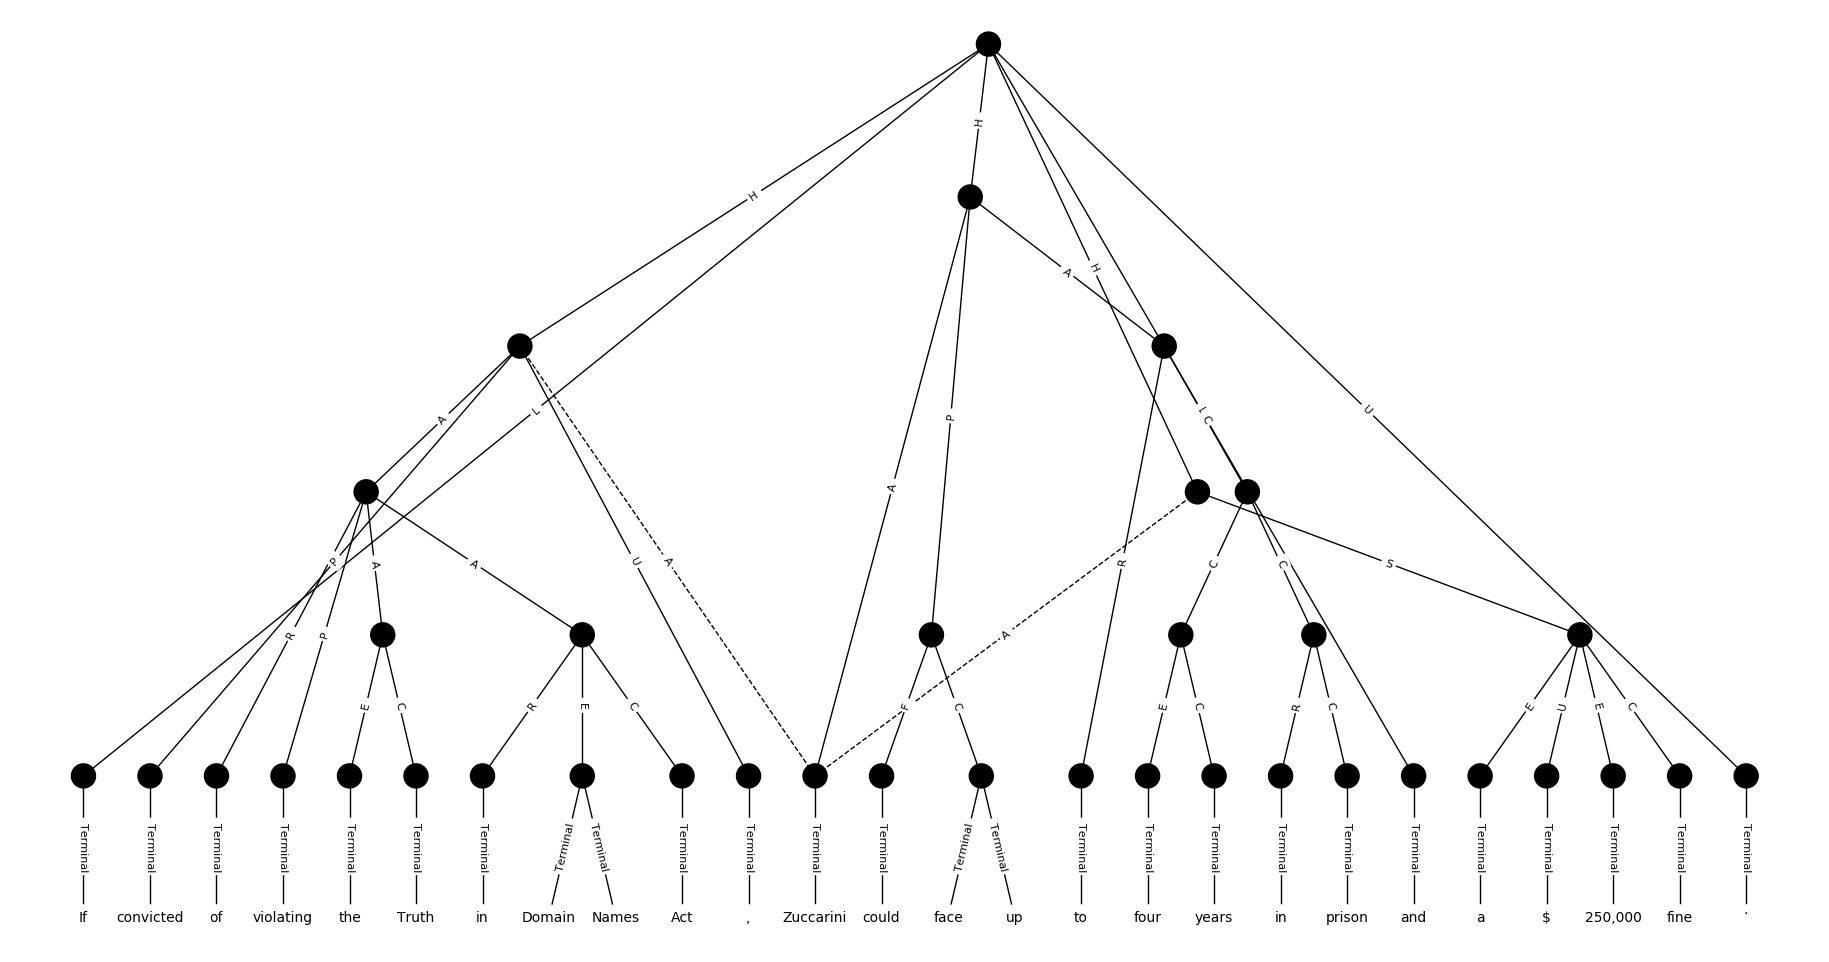 H
H
H
A
A
L
L
C
U
A
P
A
P
A
A
U
A
R
C
C
S
R
P
A
E
C
R
E
C
F
C
E
C
R
C
E
U
E
C
Terminal Terminal Terminal Terminal Terminal Terminal Terminal Terminal Terminal Terminal Terminal Terminal Terminal Terminal Terminal Terminal Terminal Terminal Terminal Terminal Terminal Terminal Terminal Terminal Terminal Terminal
If convicted of violating the Truth in Domain Names Act , Zuccarini could face up to four years in prison and a $ 250,000 fine .